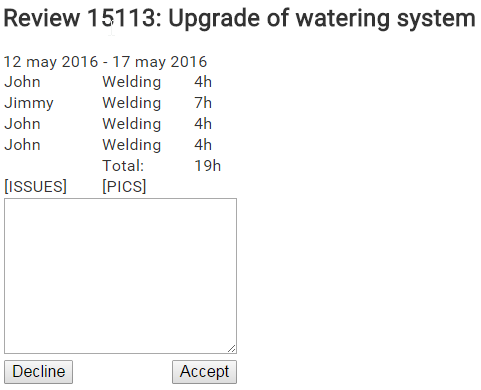 Review 15113: Upgrade of watering system
12 may 2016 - 17 may 2016
John Welding 4h
Jimmy Welding 7h
John Welding 4h
John Welding 4h
Total: 19h
[ISSUES] [PICS]
Decline Accept